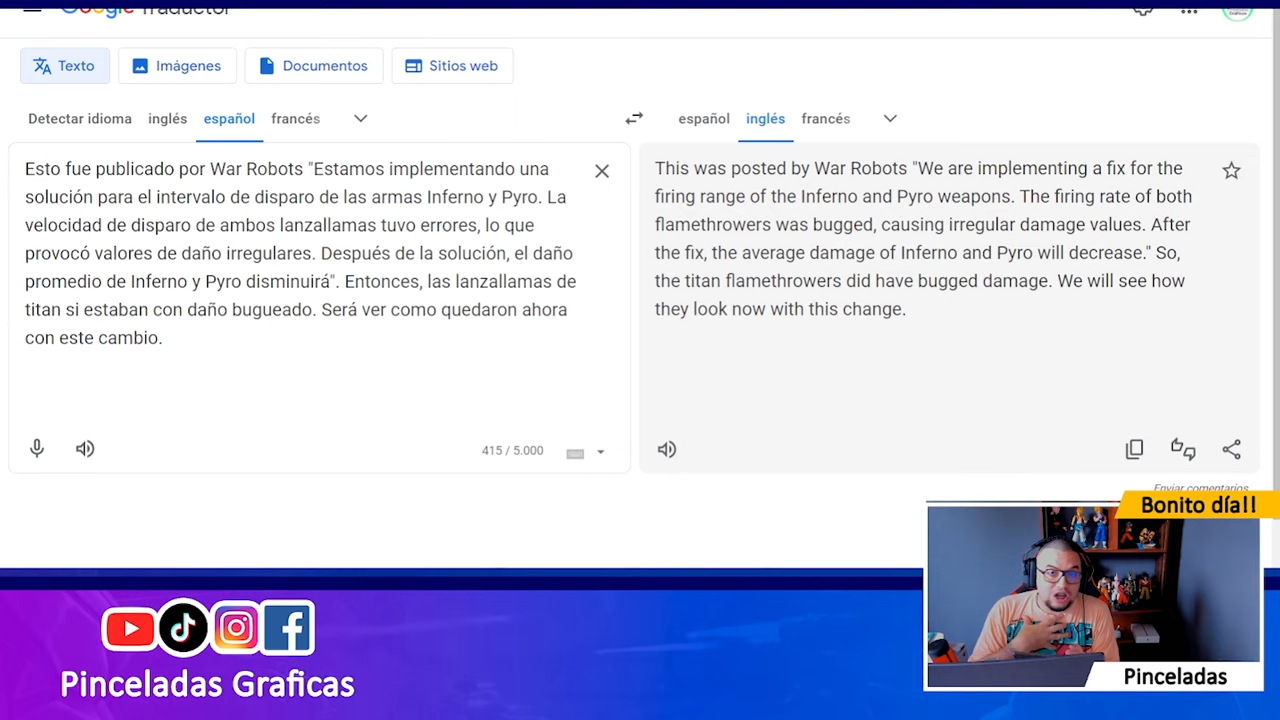 Google Traductor
Texto
Imágenes
Documentos
Sitios web
Detectar idioma
inglés
español
francés
español
inglés
francés
Esto fue publicado por War Robots "Estamos implementando una
solución para el intervalo de disparo de las armas Inferno y Pyro. La
velocidad de disparo de ambos lanzallamas tuvo errores, lo que
provocó valores de daño irregulares. Después de la solución, el daño
promedio de Inferno y Pyro disminuirá". Entonces, las lanzallamas de
titan si estaban con daño bugueado. Será ver como quedaron ahora
con este cambio.
415 / 5.000
This was posted by War Robots "We are implementing a fix for the
firing range of the Inferno and Pyro weapons. The firing rate of both
flamethrowers was bugged, causing irregular damage values. After
the fix, the average damage of Inferno and Pyro will decrease." So,
the titan flamethrowers did have bugged damage. We will see how
they look now with this change.
Enviar comentarios
Bonito día!!
Pinceladas
Pinceladas Graficas